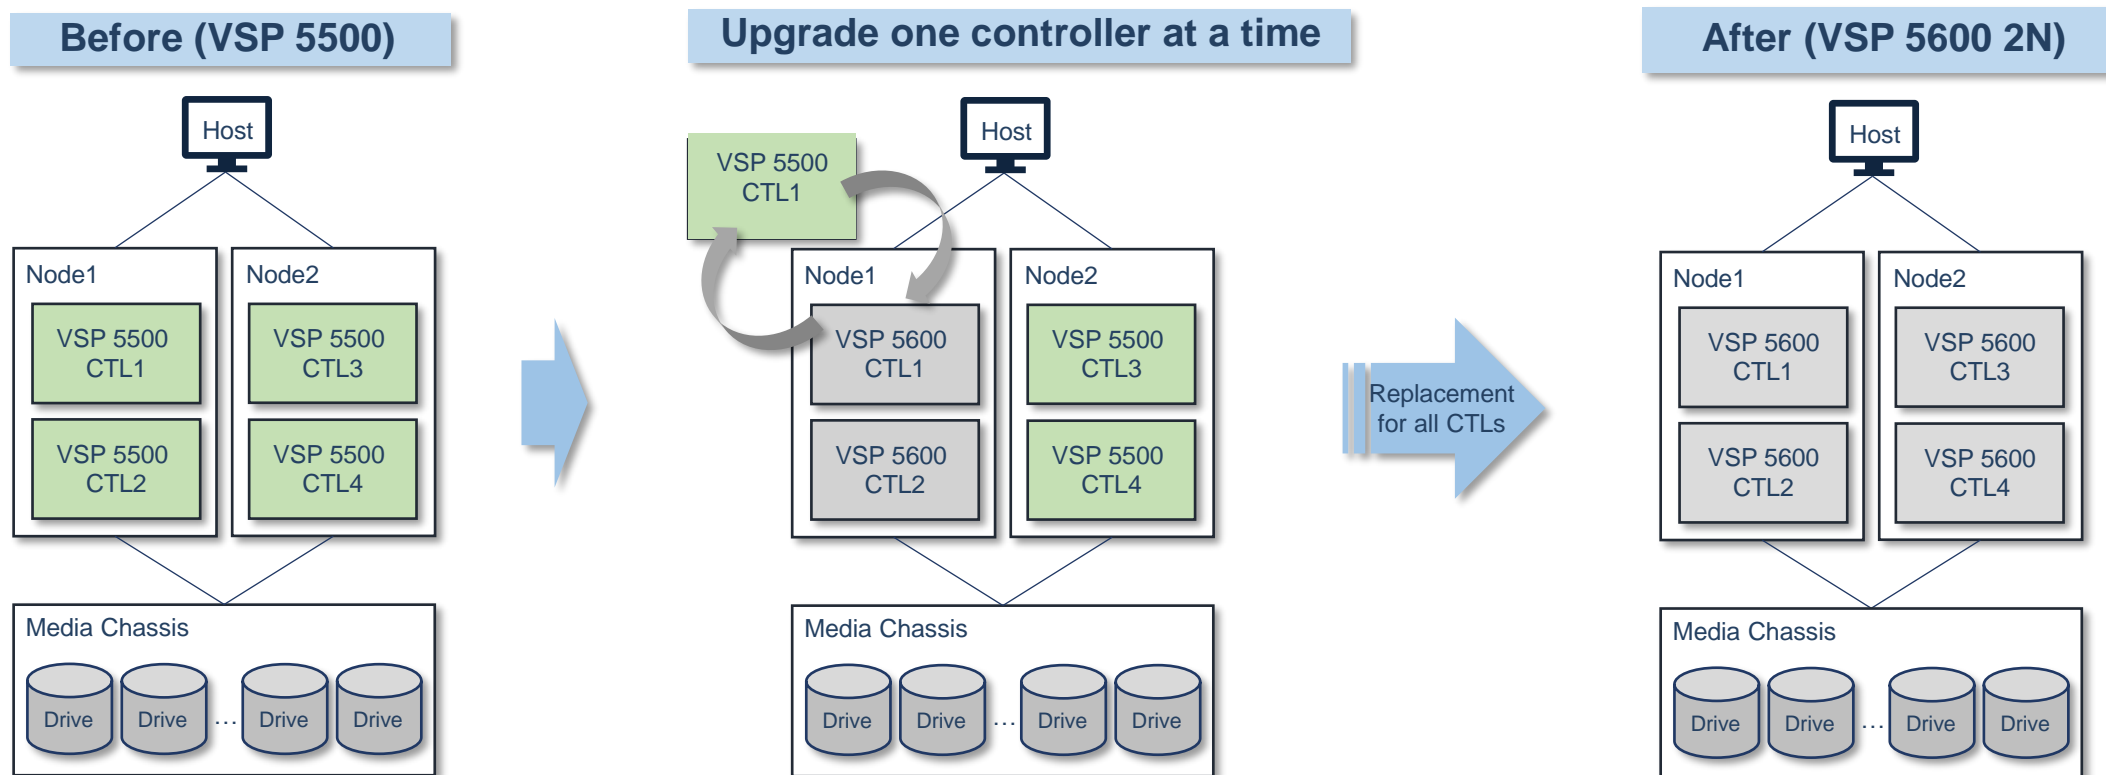 Before (VSP 5500)
Host
Node1
Node2
VSP 5500
CTL1
VSP 5500
CTL3
VSP 5500
CTL2
VSP 5500
CTL4
Media Chassis
Drive
Drive
...
Drive
Drive
Upgrade one controller at a time
VSP 5500
CTL1
Host
Node1
Node2
VSP 5600
CTL1
VSP 5500
CTL3
VSP 5600
CTL2
VSP 5500
CTL4
Media Chassis
Drive
Drive
...
Drive
Drive
Replacement
for all CTLs
After (VSP 5600 2N)
Host
Node1
Node2
VSP 5600
CTL1
VSP 5600
CTL3
VSP 5600
CTL2
VSP 5600
CTL4
Media Chassis
Drive
Drive
...
Drive
Drive